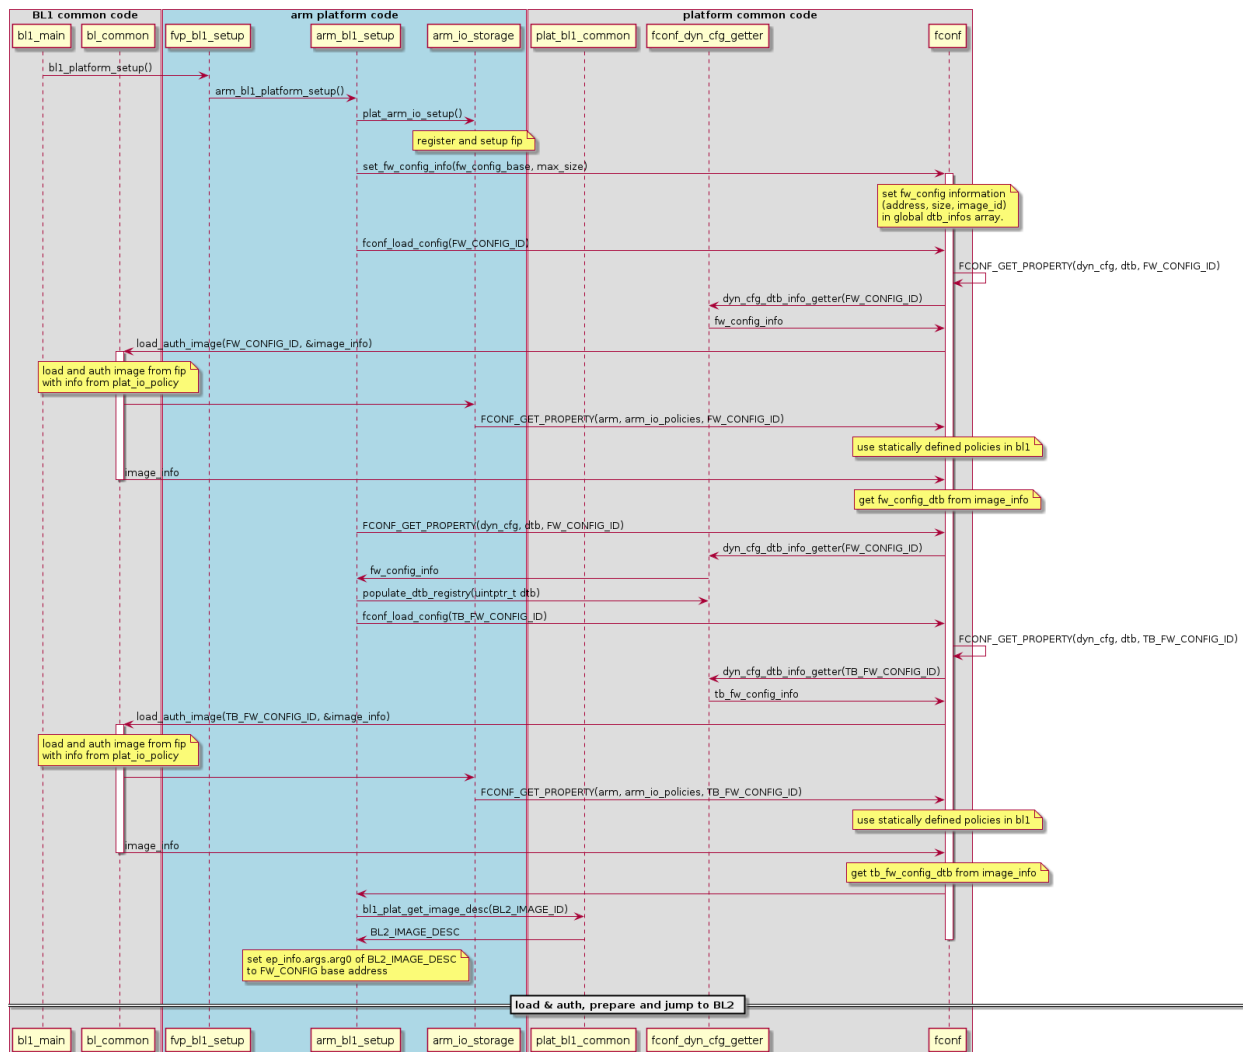 BL1 common code
arm platform code
platform common code
bl1_main
bl_common
fvp_bl1_setup
arm_bl1_setup
arm_io_storage
plat_bl1_common
fconf_dyn_cfg_getter
fconf
bl1_platform_setup()
arm_bl1_platform_setup()
plat_arm_io_setup()
register and setup fip
set_fw_config_info(fw_config_base, max_size)
set fw_config information
(address, size, image_id)
in global dtb_infos array.
fconf_load_config(FW_CONFIG_ID)
FCONF_GET_PROPERTY(dyn_cfg, dtb, FW_CONFIG_ID)
dyn_cfg_dtb_info_getter(FW_CONFIG_ID)
fw_config_info
load_auth_image(FW_CONFIG_ID, &image_info)
load and auth image from fip
with info from plat_io_policy
FCONF_GET_PROPERTY(arm, arm_io_policies, FW_CONFIG_ID)
use statically defined policies in bl1
image_info
get fw_config_dtb from image_info
FCONF_GET_PROPERTY(dyn_cfg, dtb, FW_CONFIG_ID)
dyn_cfg_dtb_info_getter(FW_CONFIG_ID)
fw_config_info
populate_dtb_registry(uintptr_t dtb)
fconf_load_config(TB_FW_CONFIG_ID)
FCONF_GET_PROPERTY(dyn_cfg, dtb, TB_FW_CONFIG_ID)
dyn_cfg_dtb_info_getter(TB_FW_CONFIG_ID)
tb_fw_config_info
load_auth_image(TB_FW_CONFIG_ID, &image_info)
load and auth image from fip
with info from plat_io_policy
FCONF_GET_PROPERTY(arm, arm_io_policies, TB_FW_CONFIG_ID)
use statically defined policies in bl1
image_info
get tb_fw_config_dtb from image_info
bl1_plat_get_image_desc(BL2_IMAGE_ID)
BL2_IMAGE_DESC
set ep_info.args.arg0 of BL2_IMAGE_DESC
to FW_CONFIG base address
load & auth, prepare and jump to BL2
bl1_main
bl_common
fvp_bl1_setup
arm_bl1_setup
arm_io_storage
plat_bl1_common
fconf_dyn_cfg_getter
fconf